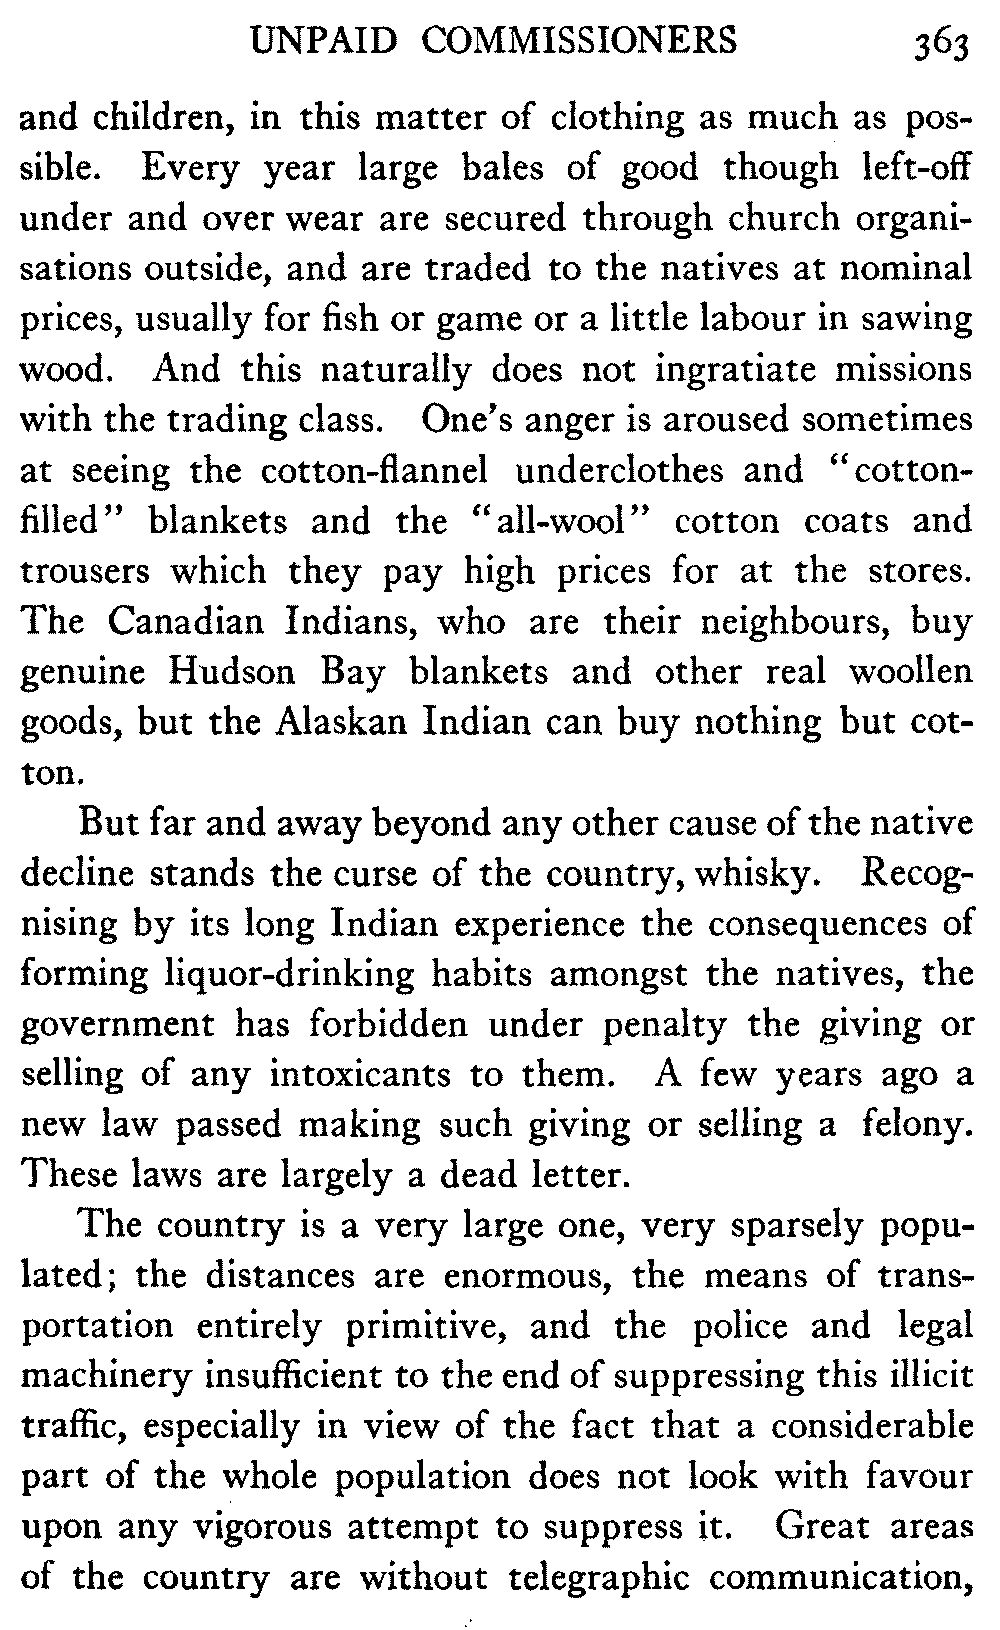 UNPAID COMMISSIONERS 363
and children, in this matter of clothing as much as pos-
sible. Every year large bales of good though left-off
under and over wear are secured through church organi-
sations outside, and are traded to the natives at nominal
prices, usually for fish or game or a little labour in sawing
wood. And this naturally does not ingratiate missions
with the trading class. One's anger is aroused sometimes
at seeing the cotton-flannel underclothes and "cotton-
filled" blankets and the "all-wool" cotton coats and
trousers which they pay high prices for at the stores.
The Canadian Indians, who are their neighbours, buy
genuine Hudson Bay blankets and other real woollen
goods, but the Alaskan Indian can buy nothing but cot-
ton.
But far and away beyond any other cause of the native
decline stands the curse of the country, whisky. Recog-
nising by its long Indian experience the consequences of
forming liquor-drinking habits amongst the natives, the
government has forbidden under penalty the giving or
selling of any intoxicants to them. A few years ago a
new law passed making such giving or selling a felony.
These laws are largely a dead letter.
The country is a very large one, very sparsely popu-
lated; the distances are enormous, the means of trans-
portation entirely primitive, and the police and legal
machinery insufficient to the end of suppressing this illicit
traffic, especially in view of the fact that a considerable
part of the whole population does not look with favour
upon any vigorous attempt to suppress it. Great areas
of the country are without telegraphic communication,